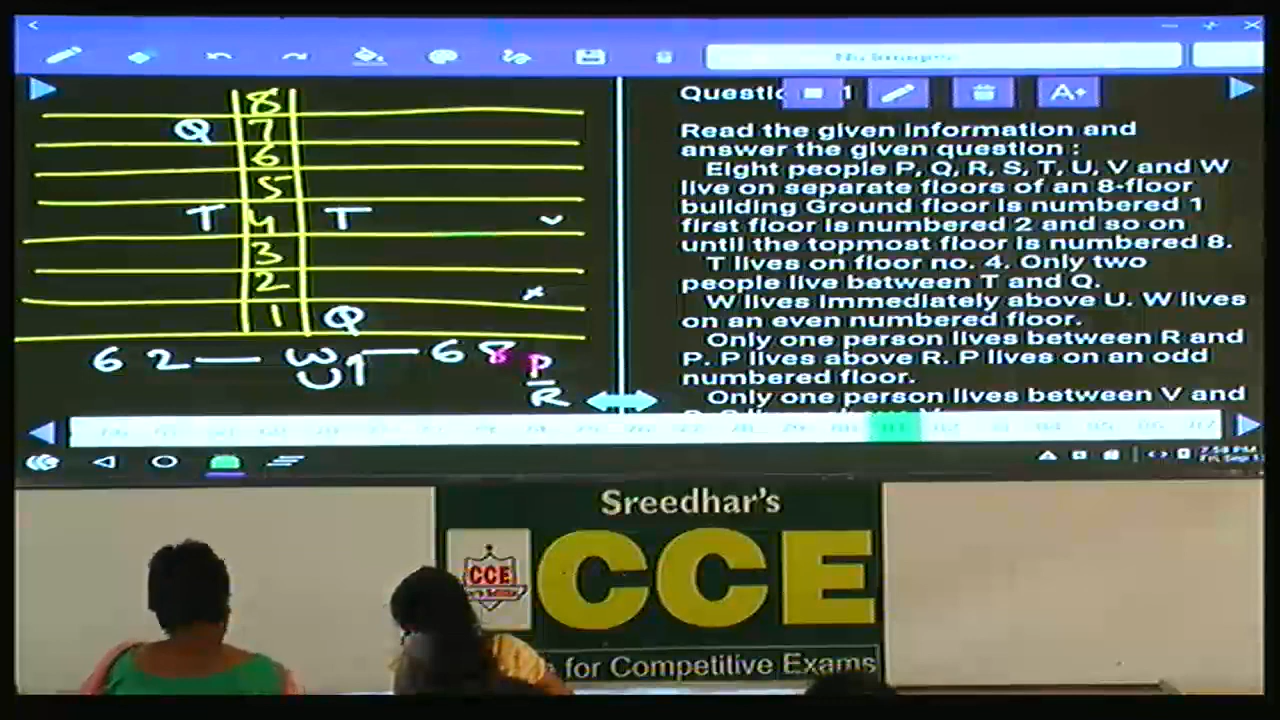 Questi 1
A+
Read the given information and
answer the given question :
Eight people P, Q, R, S, T, U, V and W
live on separate floors of an 8-floor
building Ground floor is numbered 1
first floor is numbered 2 and so on
until the topmost floor is numbered 8.
T lives on floor no. 4. Only two
people live between T and Q.
W lives immediately above U. W lives
on an even numbered floor.
Only one person lives between R and
P. P lives above R. P lives on an odd
numbered floor.
Only one person lives between V and
8
Q 7
6
5
T 4 T
3
2
1 Q
6 2 — W — 6 8 P
U R
Sreedhar's
CCE
CCE
for Competitive Exams